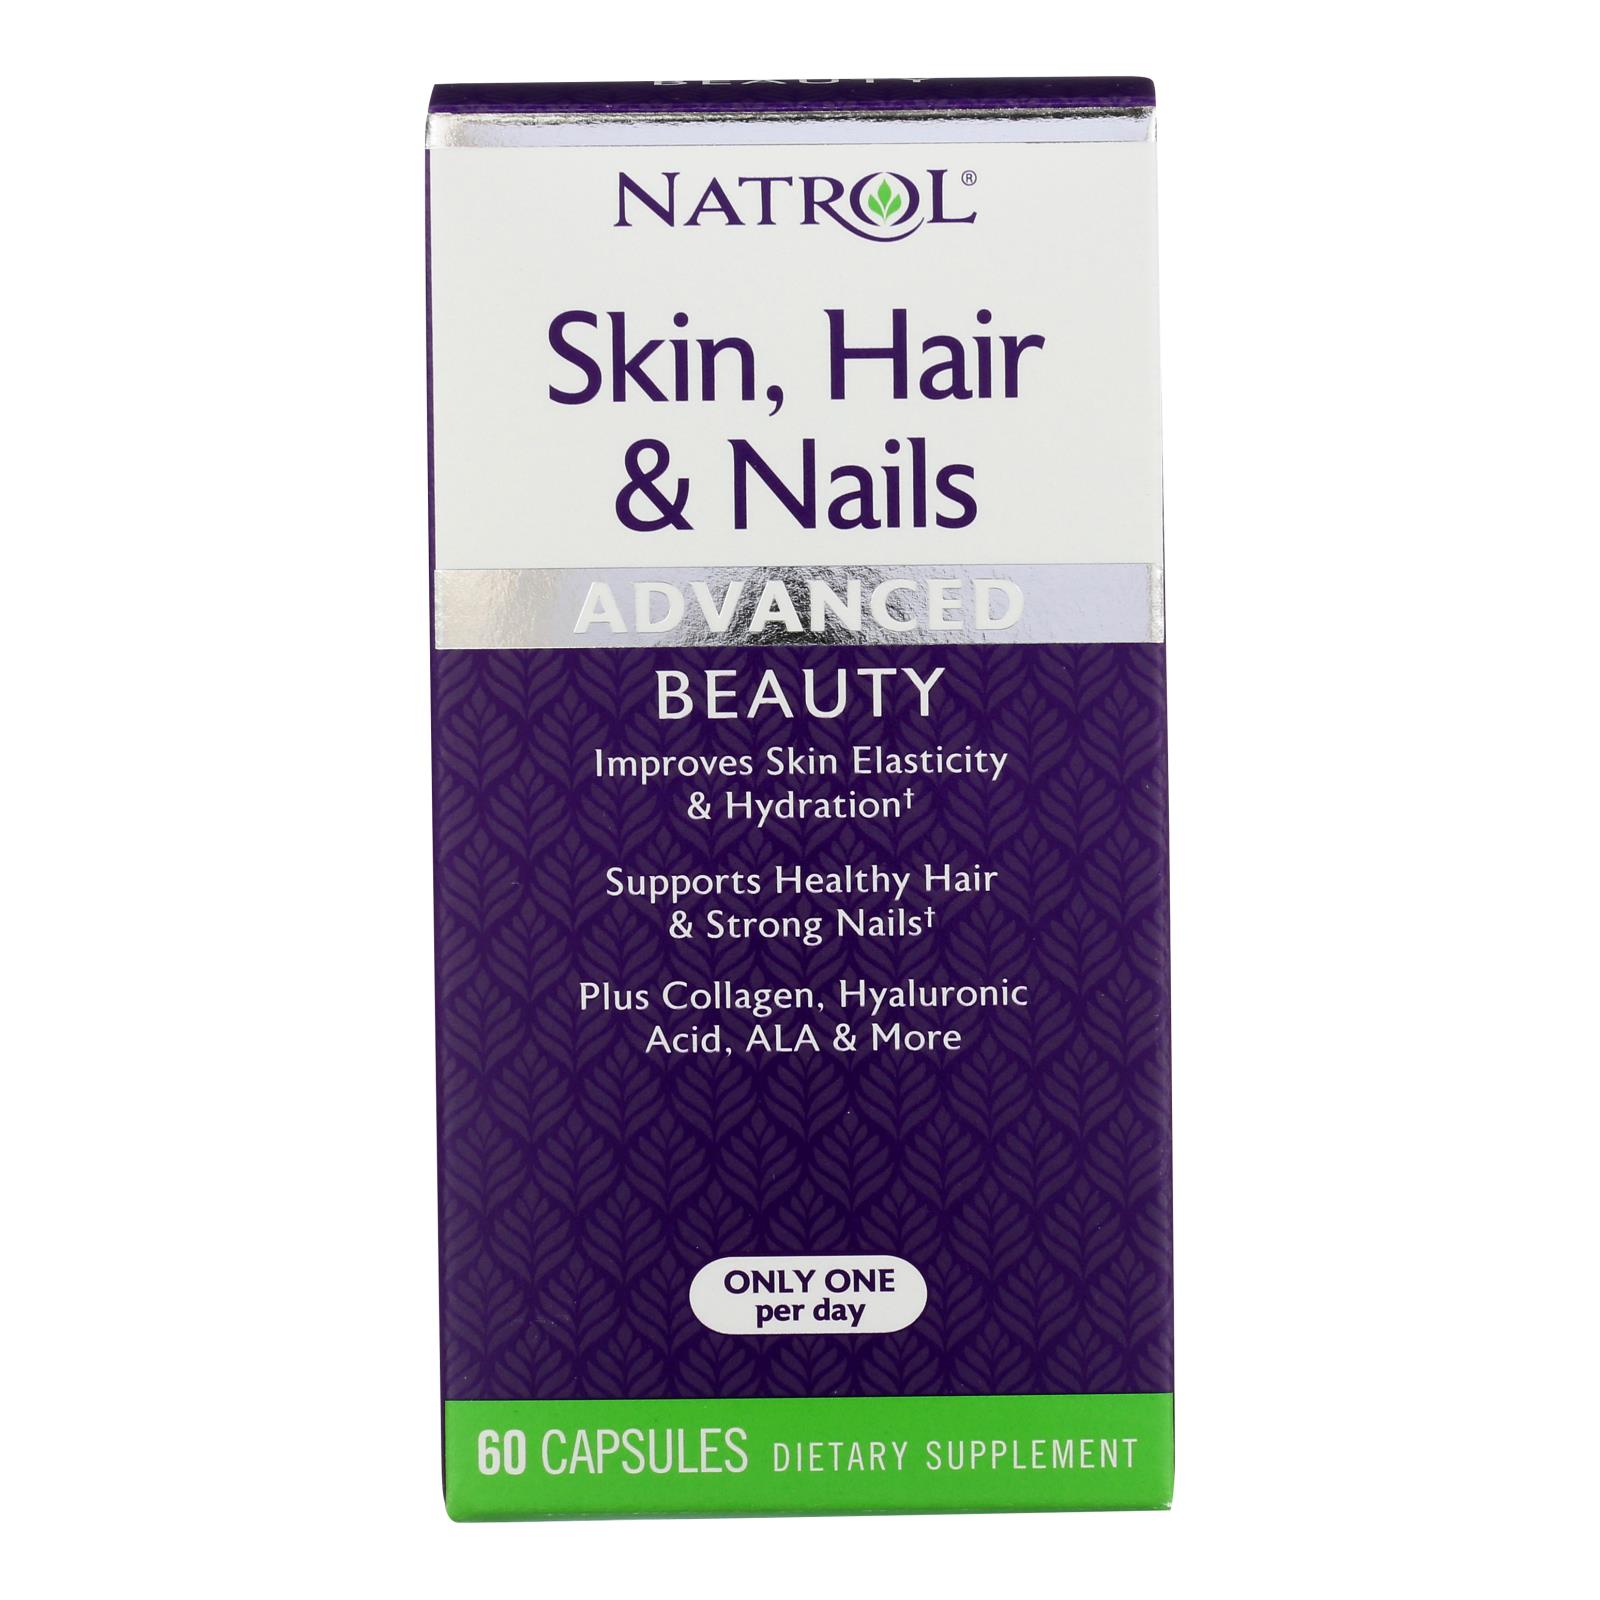 BEAUTY
NATROL®
Skin, Hair
& Nails
ADVANCED
BEAUTY
Improves Skin Elasticity
& Hydration†
Supports Healthy Hair
& Strong Nails†
Plus Collagen, Hyaluronic
Acid, ALA & More
ONLY ONE
per day
60 CAPSULES DIETARY SUPPLEMENT